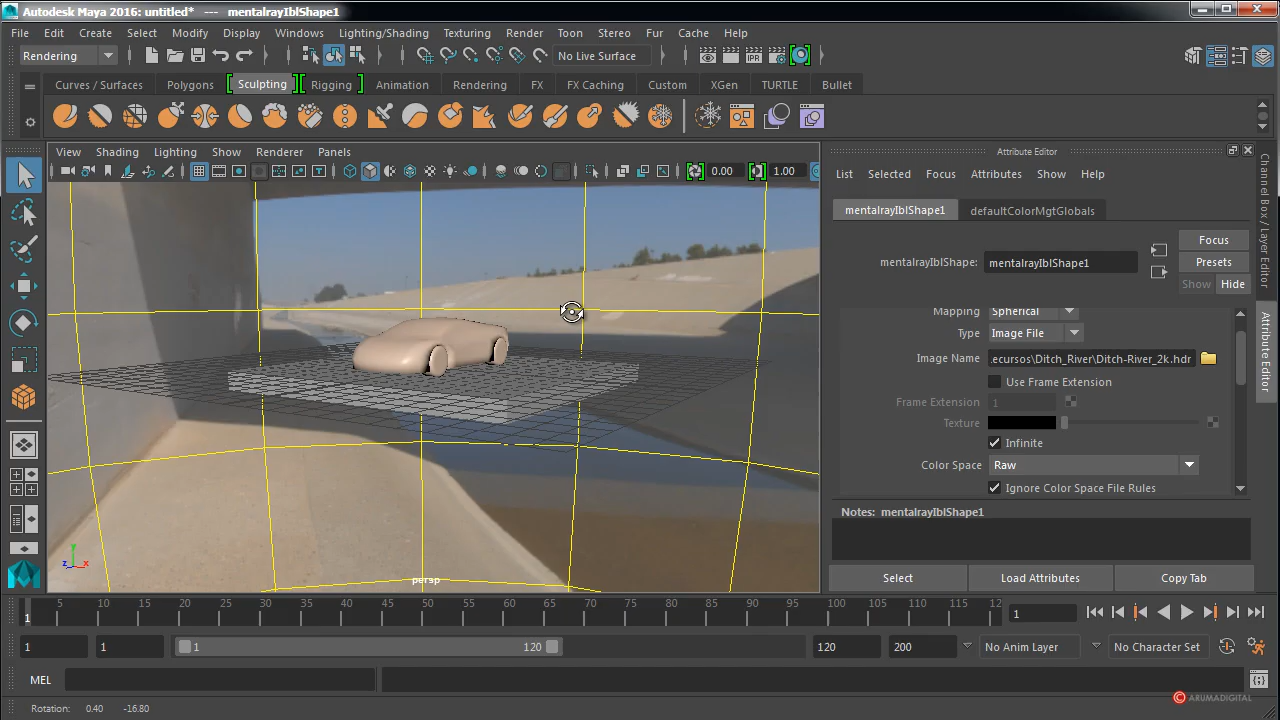 Autodesk Maya 2016: untitled*   ---   mentalrayIblShape1
File Edit Create Select Modify Display Windows Lighting/Shading Texturing Render Toon Stereo Fur Cache Help
Rendering No Live Surface IPR
Curves / Surfaces Polygons Sculpting Rigging Animation Rendering FX FX Caching Custom XGen TURTLE Bullet
View Shading Lighting Show Renderer Panels
0.00 1.00
persp
y
z x
Attribute Editor
List Selected Focus Attributes Show Help
mentalrayIblShape1 defaultColorMgtGlobals
Focus
mentalrayIblShape: mentalrayIblShape1 Presets
Show Hide
Mapping Spherical
Type Image File
Image Name ecursos\Ditch_River\Ditch-River_2k.hdr
Use Frame Extension
Frame Extension 1
Texture
Infinite
Color Space Raw
Ignore Color Space File Rules
Notes: mentalrayIblShape1
Select Load Attributes Copy Tab
Channel Box / Layer Editor
Attribute Editor
1 5 10 15 20 25 30 35 40 45 50 55 60 65 70 75 80 85 90 95 100 105 110 115 12 1
1 1 1 120 120 200 No Anim Layer No Character Set
MEL
© ARUMADIGITAL
Rotation: 0.40 -16.80